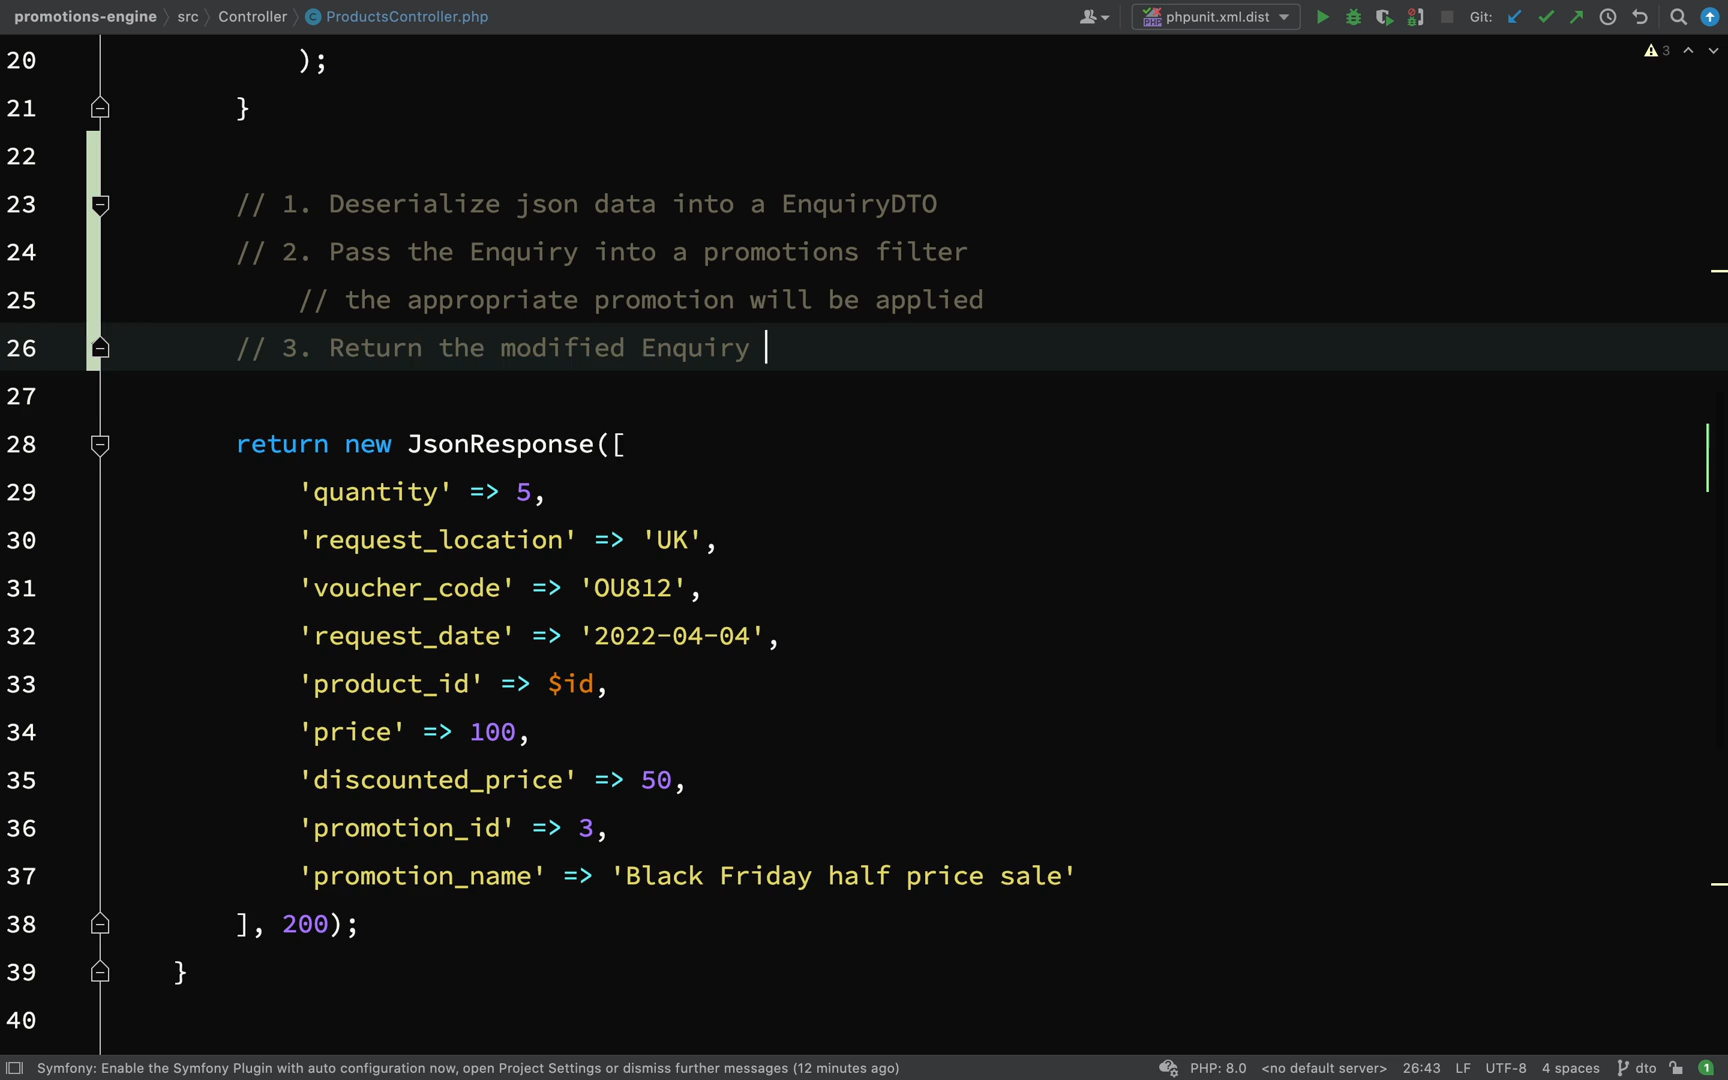 promotions-engine src Controller ProductsController.php phpunit.xml.dist Git:
3
20 );
21 }
22
23 // 1. Deserialize json data into a EnquiryDTO
24 // 2. Pass the Enquiry into a promotions filter
25 // the appropriate promotion will be applied
26 // 3. Return the modified Enquiry
27
28 return new JsonResponse([
29 'quantity' => 5,
30 'request_location' => 'UK',
31 'voucher_code' => 'OU812',
32 'request_date' => '2022-04-04',
33 'product_id' => $id,
34 'price' => 100,
35 'discounted_price' => 50,
36 'promotion_id' => 3,
37 'promotion_name' => 'Black Friday half price sale'
38 ], 200);
39 }
40
Symfony: Enable the Symfony Plugin with auto configuration now, open Project Settings or dismiss further messages (12 minutes ago) PHP: 8.0 <no default server> 26:43 LF UTF-8 4 spaces dto 1